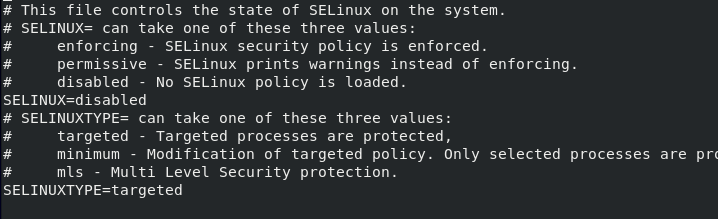 # This file controls the state of SELinux on the system.
# SELINUX= can take one of these three values:
#     enforcing - SELinux security policy is enforced.
#     permissive - SELinux prints warnings instead of enforcing.
#     disabled - No SELinux policy is loaded.
SELINUX=disabled
# SELINUXTYPE= can take one of these three values:
#     targeted - Targeted processes are protected,
#     minimum - Modification of targeted policy. Only selected processes are pro
#     mls - Multi Level Security protection.
SELINUXTYPE=targeted